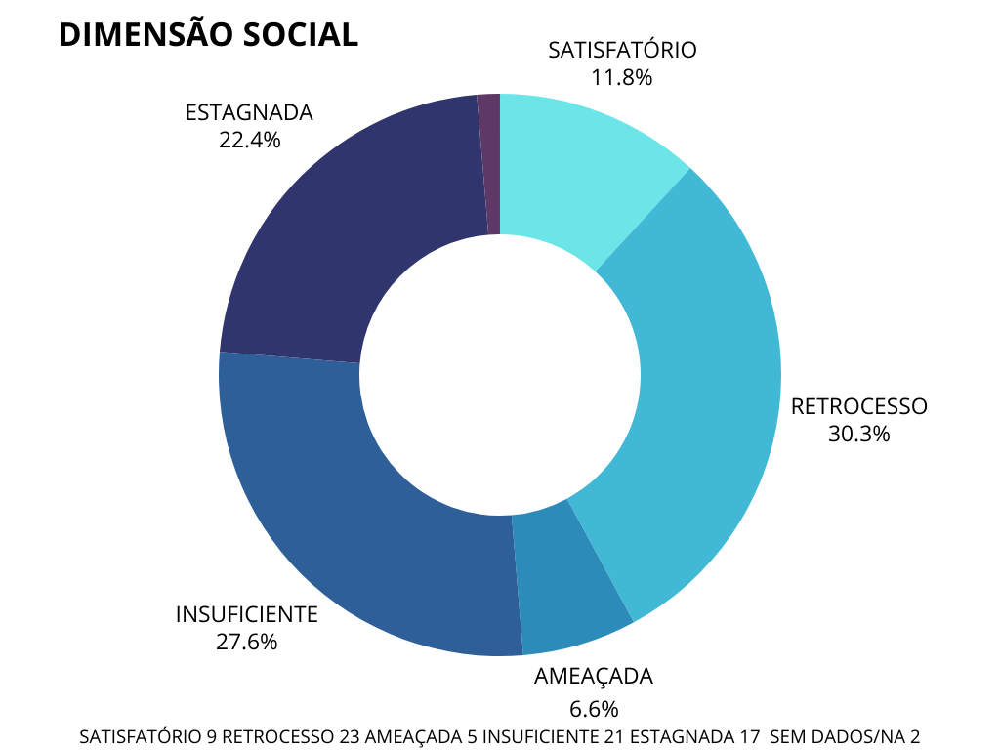 DIMENSÃO SOCIAL
SATISFATÓRIO
11.8%
ESTAGNADA
22.4%
RETROCESSO
30.3%
INSUFICIENTE
27.6%
AMEAÇADA
6.6%
SATISFATÓRIO 9 RETROCESSO 23 AMEAÇADA 5 INSUFICIENTE 21 ESTAGNADA 17 SEM DADOS/NA 2